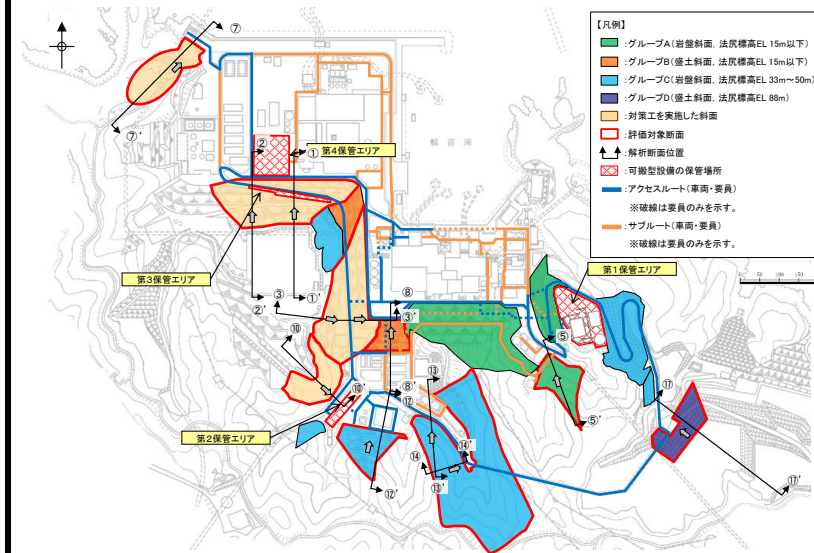 【凡例】
:グループA(岩盤斜面, 法尻標高EL 15m以下)
:グループB(盛土斜面, 法尻標高EL 15m以下)
:グループC(岩盤斜面, 法尻標高EL 33m～50m)
:グループD(盛土斜面, 法尻標高EL 88m)
:対策工を実施した斜面
:評価対象断面
:解析断面位置
:可搬型設備の保管場所
:アクセスルート(車両・要員)
※破線は要員のみを示す。
:サブルート(車両・要員)
※破線は要員のみを示す。
⑦
⑦'
②
①
第4保管エリア
輪谷湾
第3保管エリア
②'
①'
③
⑧
③'
第1保管エリア
⑤
⑤'
⑩
⑩'
⑧'
⑬
⑫
第2保管エリア
⑭
⑭'
⑬'
⑫'
⑰
⑰'
0 50 100 150